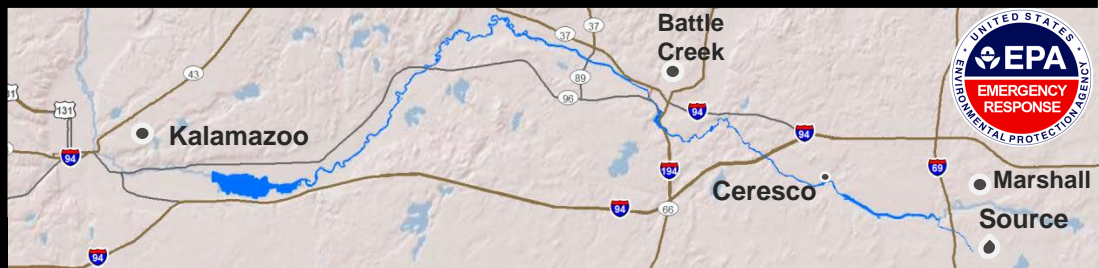 Battle
Creek
UNITED STATES
EPA
EMERGENCY
RESPONSE
ENVIRONMENTAL PROTECTION AGENCY
37
37
43
89
96
131
94
Kalamazoo
94
94
194
69
Marshall
Ceresco
94
66
Source
94